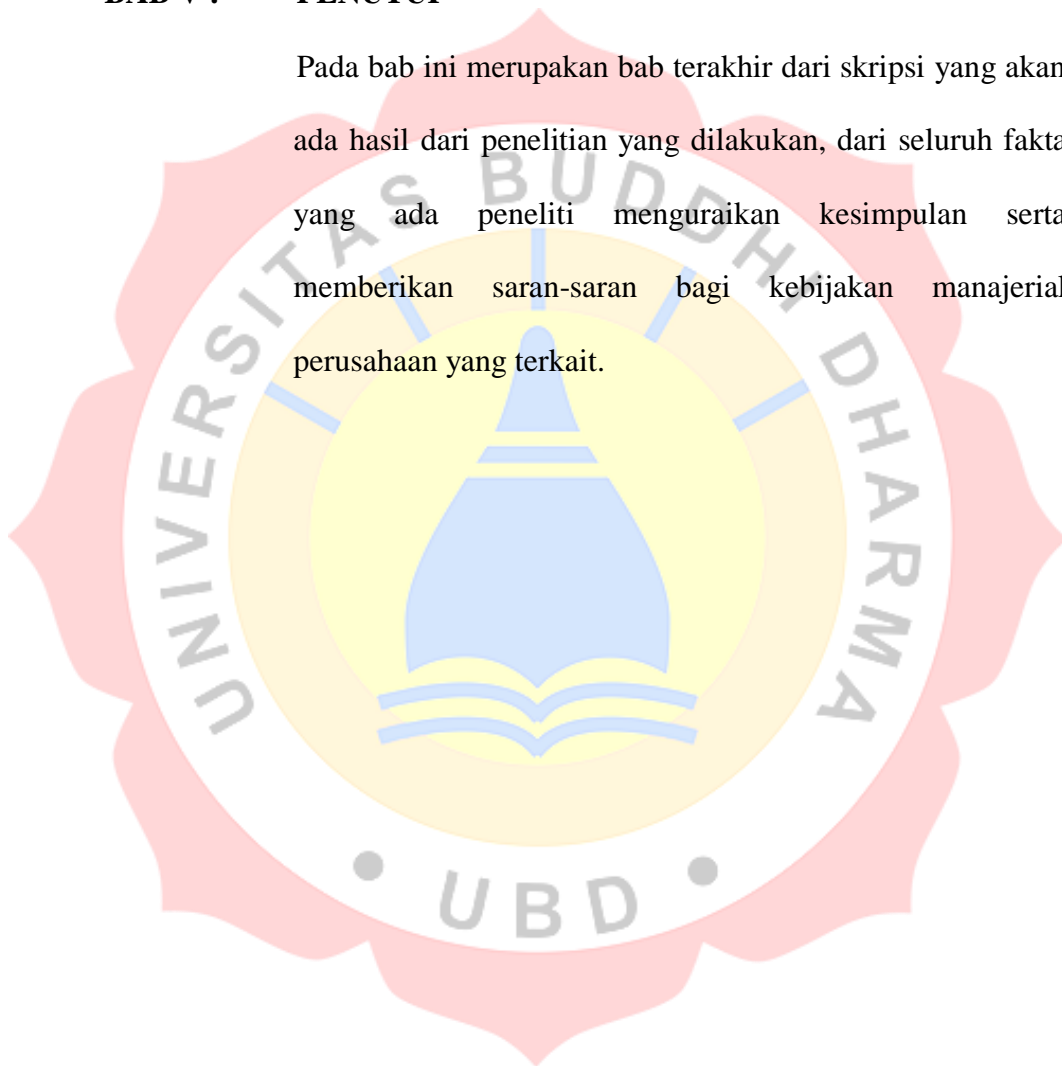 BAB V : PENUTUP
Pada bab ini merupakan bab terakhir dari skripsi yang akan
ada hasil dari penelitian yang dilakukan, dari seluruh fakta
yang ada peneliti menguraikan kesimpulan serta
memberikan saran-saran bagi kebijakan manajerial
perusahaan yang terkait.
UNIVERSITAS BUDDHI DHARMA
• UBD •